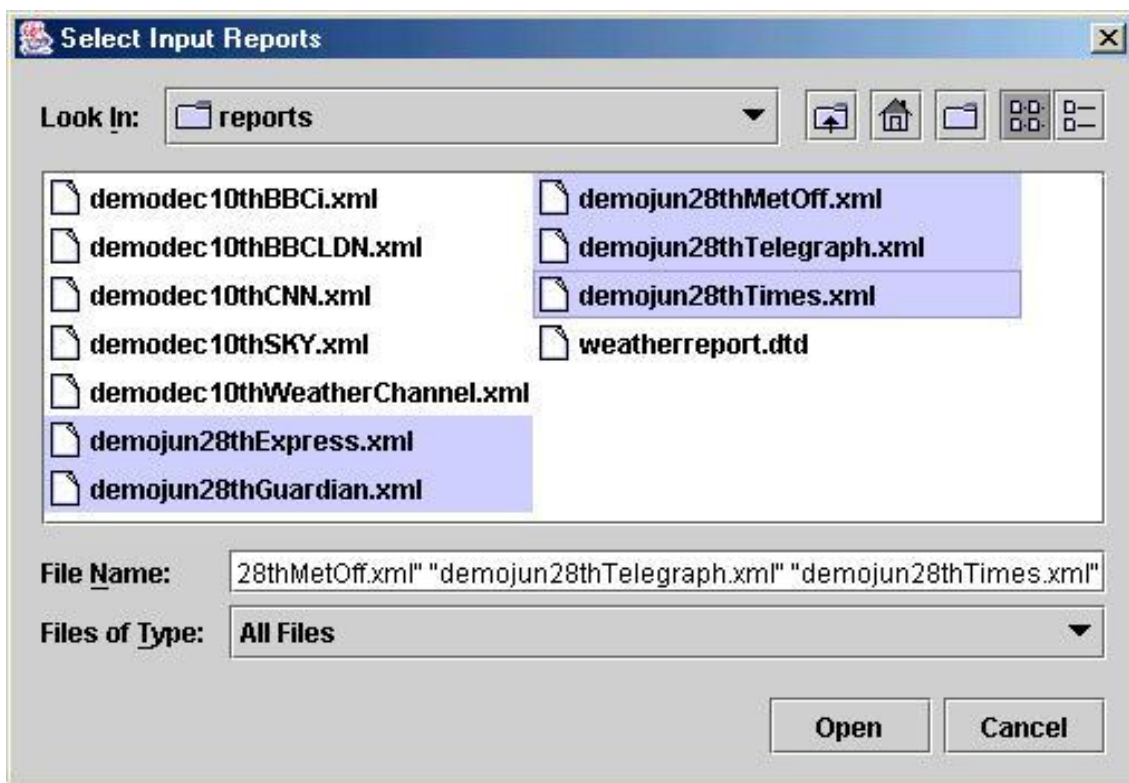 Select Input Reports
Look In: reports
demodec10thBBCi.xml
demodec10thBBCLDN.xml
demodec10thCNN.xml
demodec10thSKY.xml
demodec10thWeatherChannel.xml
demojun28thExpress.xml
demojun28thGuardian.xml
demojun28thMetOff.xml
demojun28thTelegraph.xml
demojun28thTimes.xml
weatherreport.dtd
File Name: 28thMetOff.xml" "demojun28thTelegraph.xml" "demojun28thTimes.xml"
Files of Type: All Files
Open Cancel